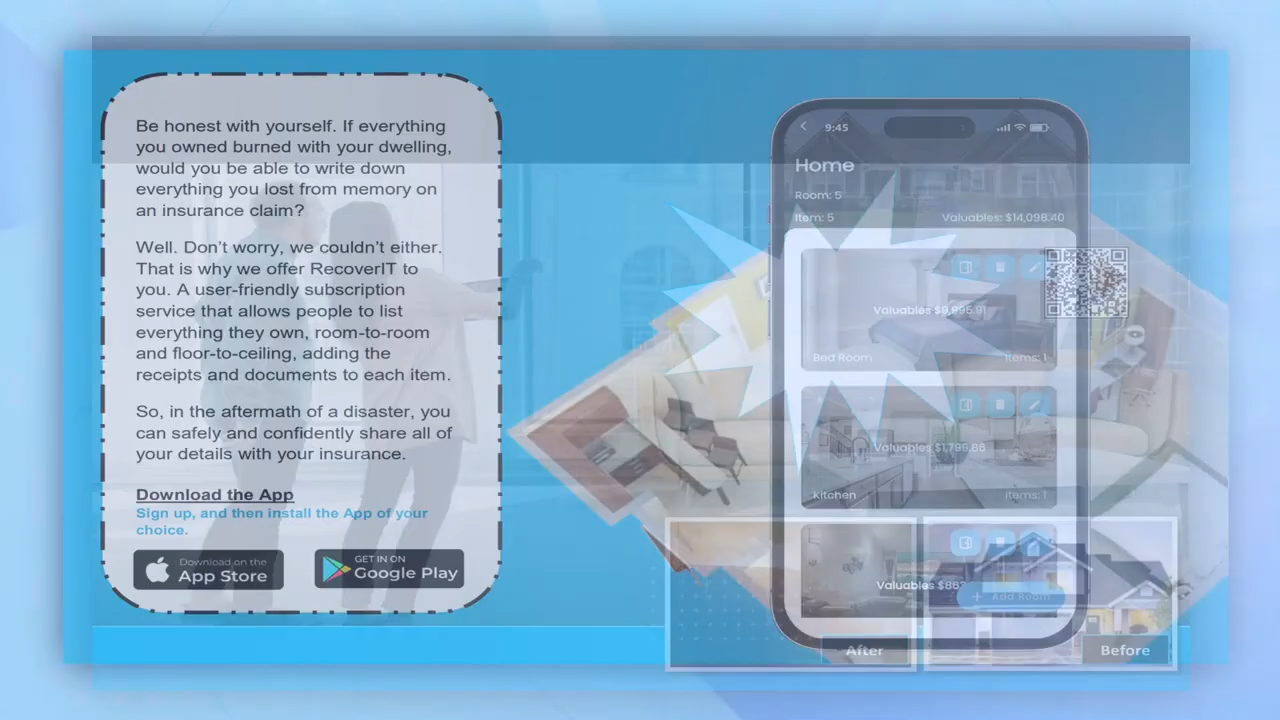 Be honest with yourself. If everything
you owned burned with your dwelling,
would you be able to write down
everything you lost from memory on
an insurance claim?
Well. Don't worry, we couldn't either.
That is why we offer RecoverIT to
you. A user-friendly subscription
service that allows people to list
everything they own, room-to-room
and floor-to-ceiling, adding the
receipts and documents to each item.
So, in the aftermath of a disaster, you
can safely and confidently share all of
your details with your insurance.
Download the App
Sign up, and then install the App of your
choice.
Download on the
App Store
GET IN ON
Google Play
9:45
Home
Room: 5
Item: 5 Valuables: $14,098.40
Valuables $9,995.91
Bed Room Items: 1
Valuables $1,799.86
Kitchen Items: 1
Valuables
+ Add Room
After Before